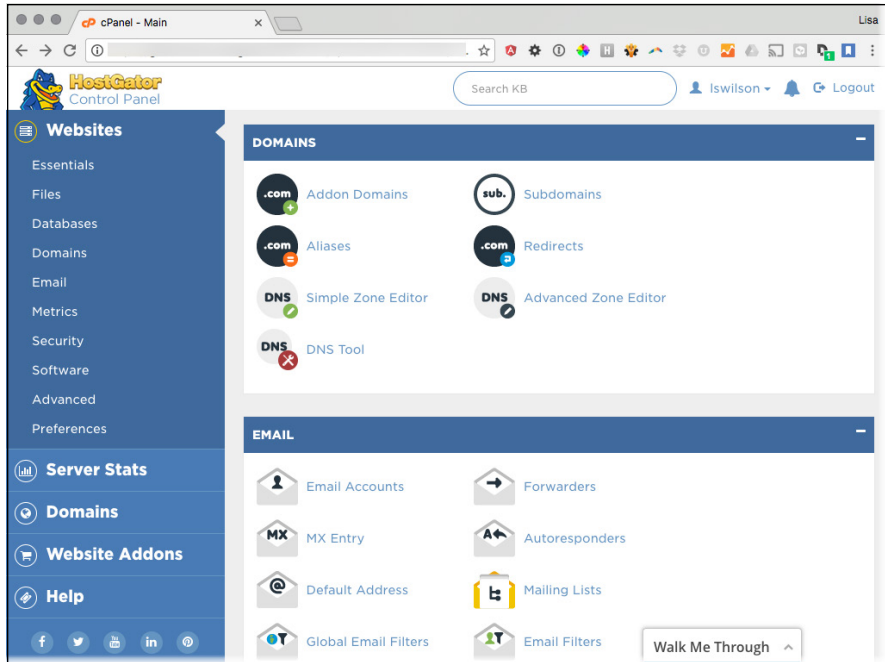 cPanel - Main
Lisa
HostGator
Control Panel
Search KB
lswilson
Logout
Websites
Essentials
Files
Databases
Domains
Email
Metrics
Security
Software
Advanced
Preferences
Server Stats
Domains
Website Addons
Help
DOMAINS
.com Addon Domains
sub. Subdomains
.com Aliases
.com Redirects
DNS Simple Zone Editor
DNS Advanced Zone Editor
DNS DNS Tool
EMAIL
Email Accounts
Forwarders
MX MX Entry
A Autoresponders
@ Default Address
Mailing Lists
Global Email Filters
Email Filters
Walk Me Through